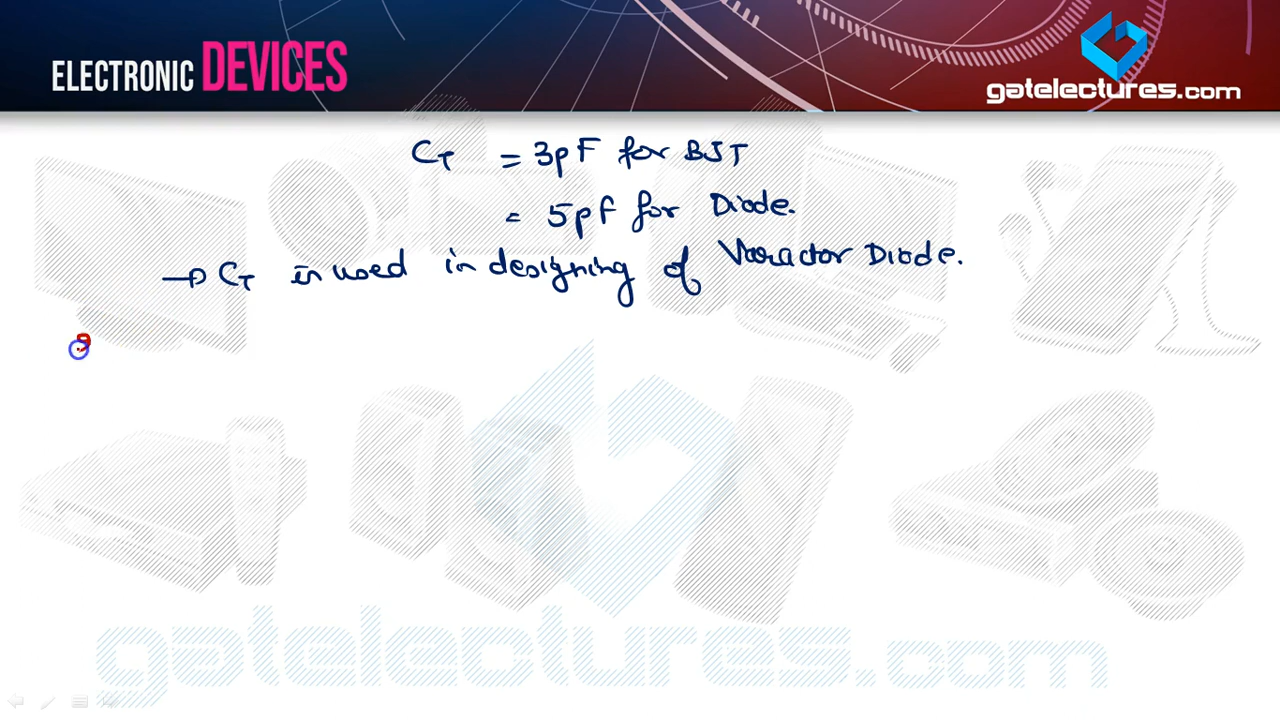 ELECTRONIC DEVICES
gatelectures.com
CT = 3pF for BJT
= 5pF for Diode.
→ CT is used in designing of Varactor Diode.
gatelectures.com